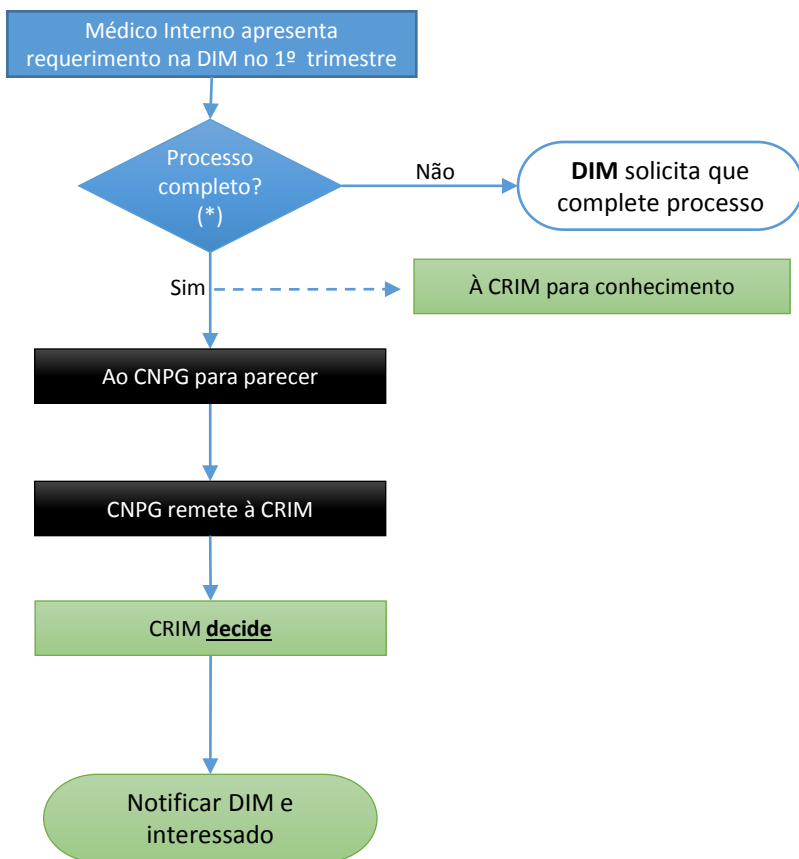 Médico Interno apresenta
requerimento na DIM no 1º trimestre
Processo
completo?
(*)
Não
DIM solicita que
complete processo
Sim
À CRIM para conhecimento
Ao CNPG para parecer
CNPG remete à CRIM
CRIM decide
Notificar DIM e
interessado